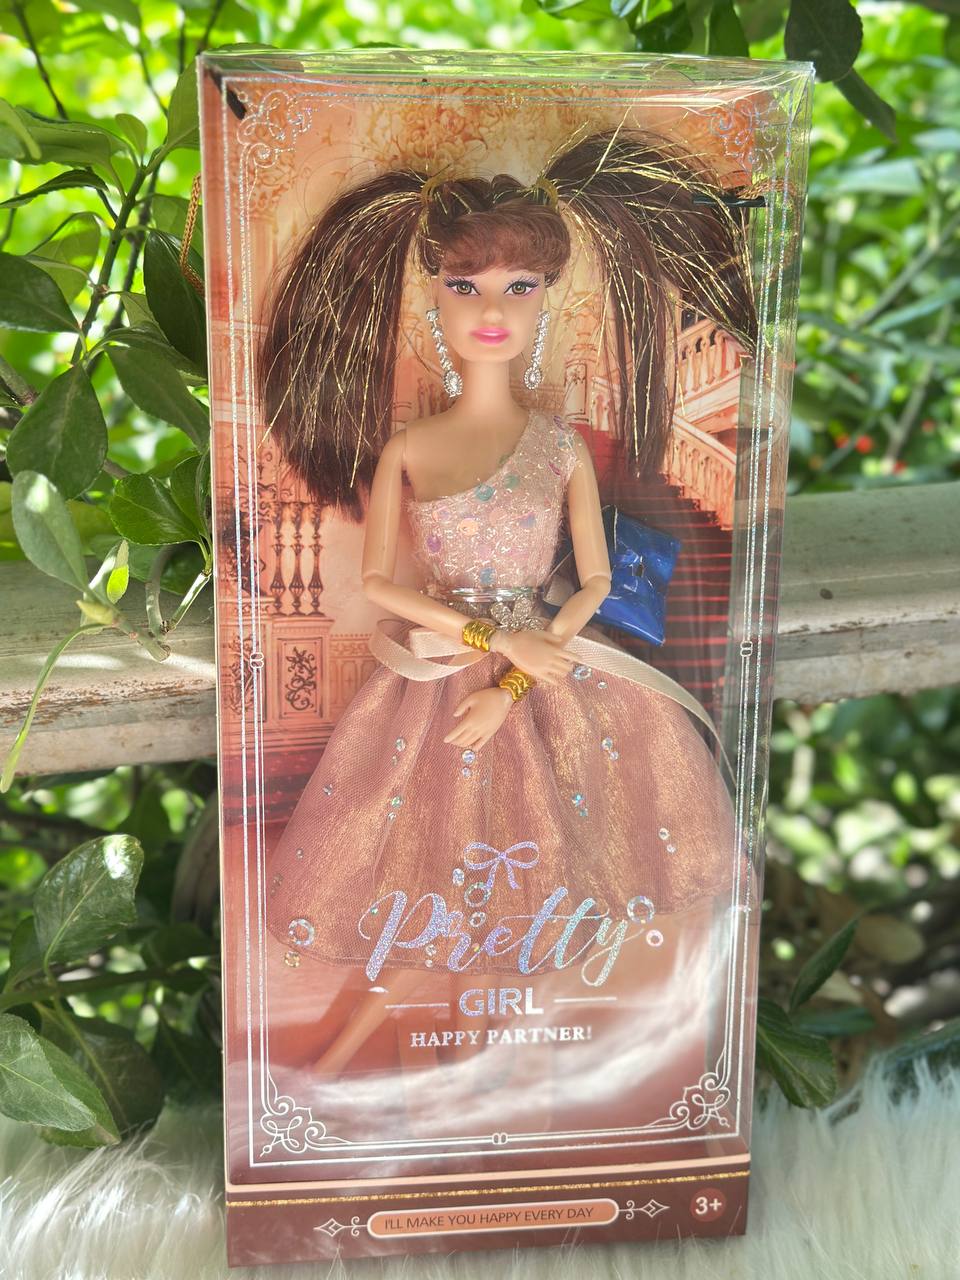 Pretty
GIRL
HAPPY PARTNER!
I'LL MAKE YOU HAPPY EVERY DAY
3+